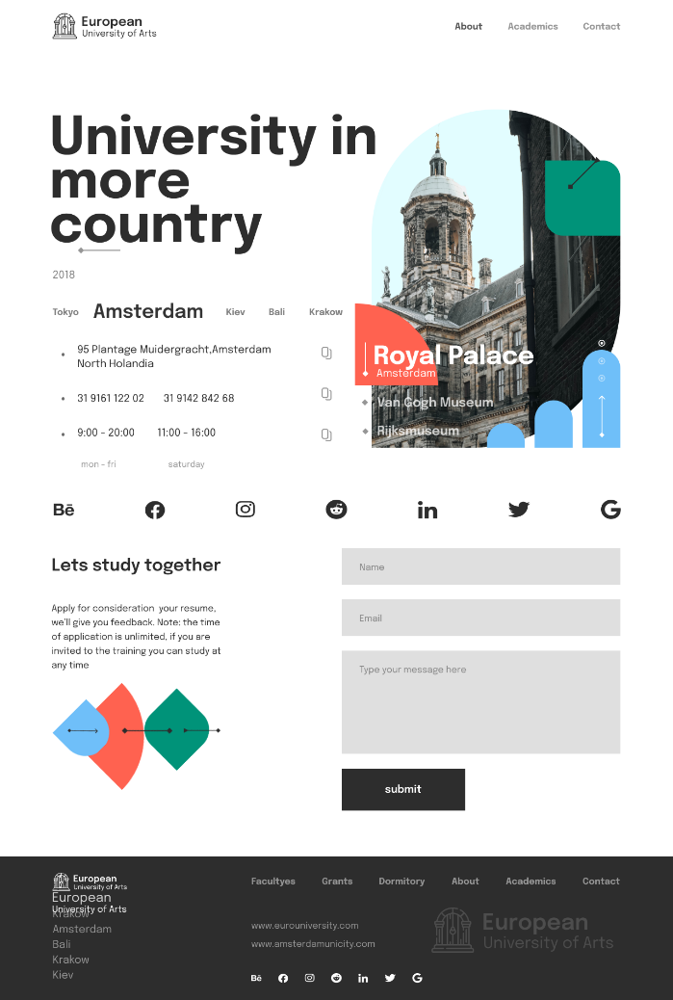 European
University of Arts
About Academics Contact
University in
more
country
2018
Tokyo Amsterdam Kiev Bali Krakow
95 Plantage Muidergracht,Amsterdam
North Holandia
31 9161 122 02 31 9142 842 68
9:00 - 20:00 11:00 - 16:00
mon - fri saturday
Royal Palace
Amsterdam
Van Gogh Museum
Rijksmuseum
Bē
Lets study together
Apply for consideration your resume,
we'll give you feedback. Note: the time
of application is unlimited, if you are
invited to the training you can study at
any time
Name
Email
Type your message here
submit
European
University of Arts
European
University of Arts
Krakow
Amsterdam
Bali
Krakow
Kiev
Facultyes Grants Dormitory About Academics Contact
www.eurouniversity.com
www.amsterdamunicity.com
European
University of Arts
Bē